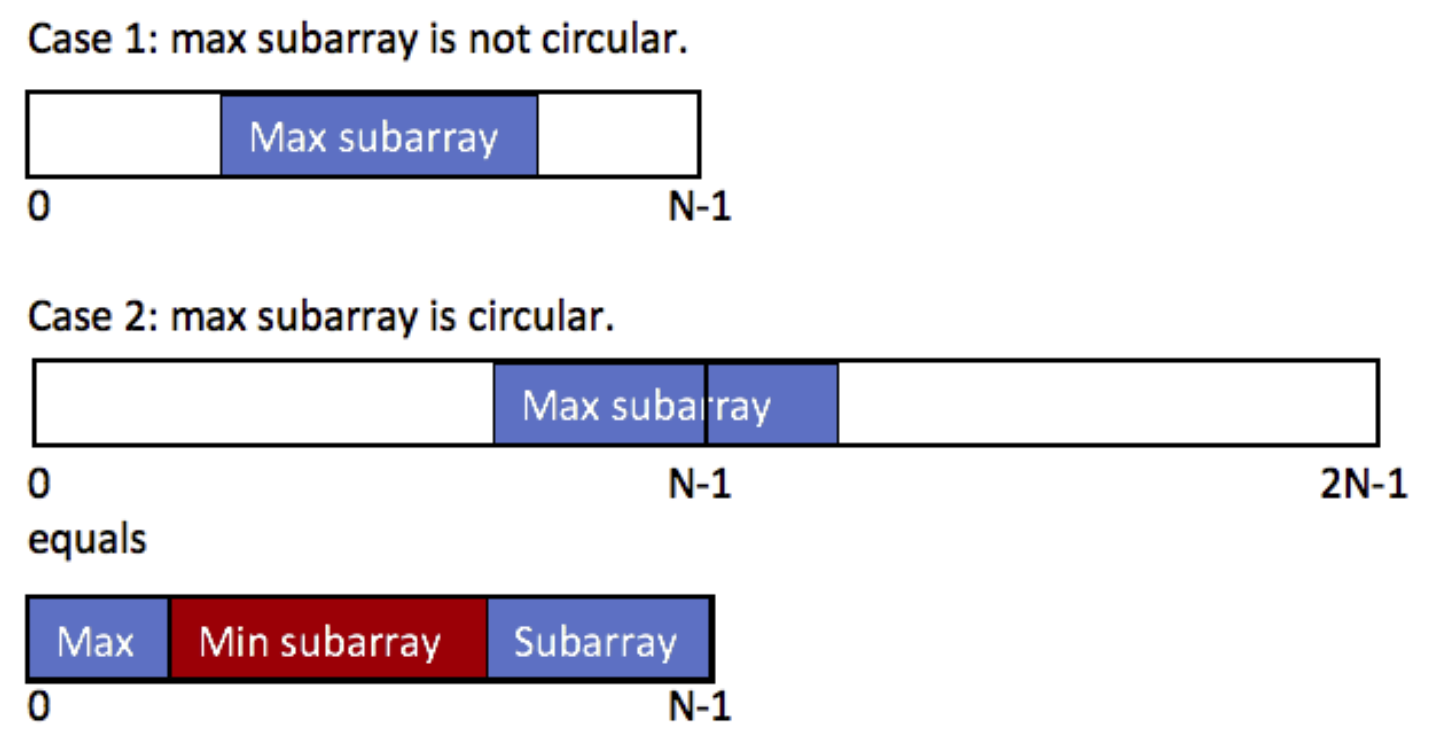 Case 1: max subarray is not circular.
Max subarray
0 N-1
Case 2: max subarray is circular.
Max subarray
0 N-1 2N-1
equals
Max Min subarray Subarray
0 N-1